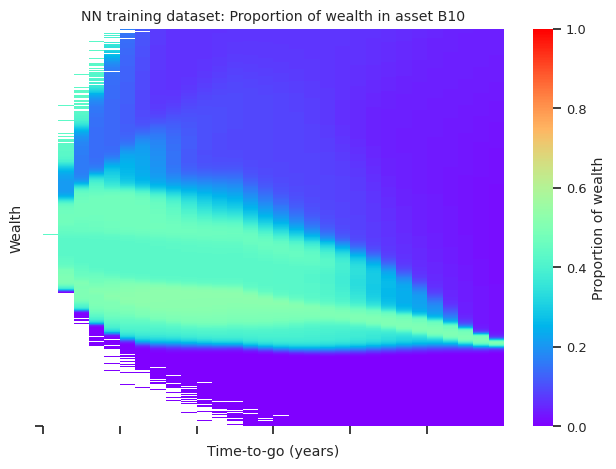 NN training dataset: Proportion of wealth in asset B10
Wealth
Time-to-go (years)
1.0
0.8
0.6
0.4
0.2
0.0
Proportion of wealth